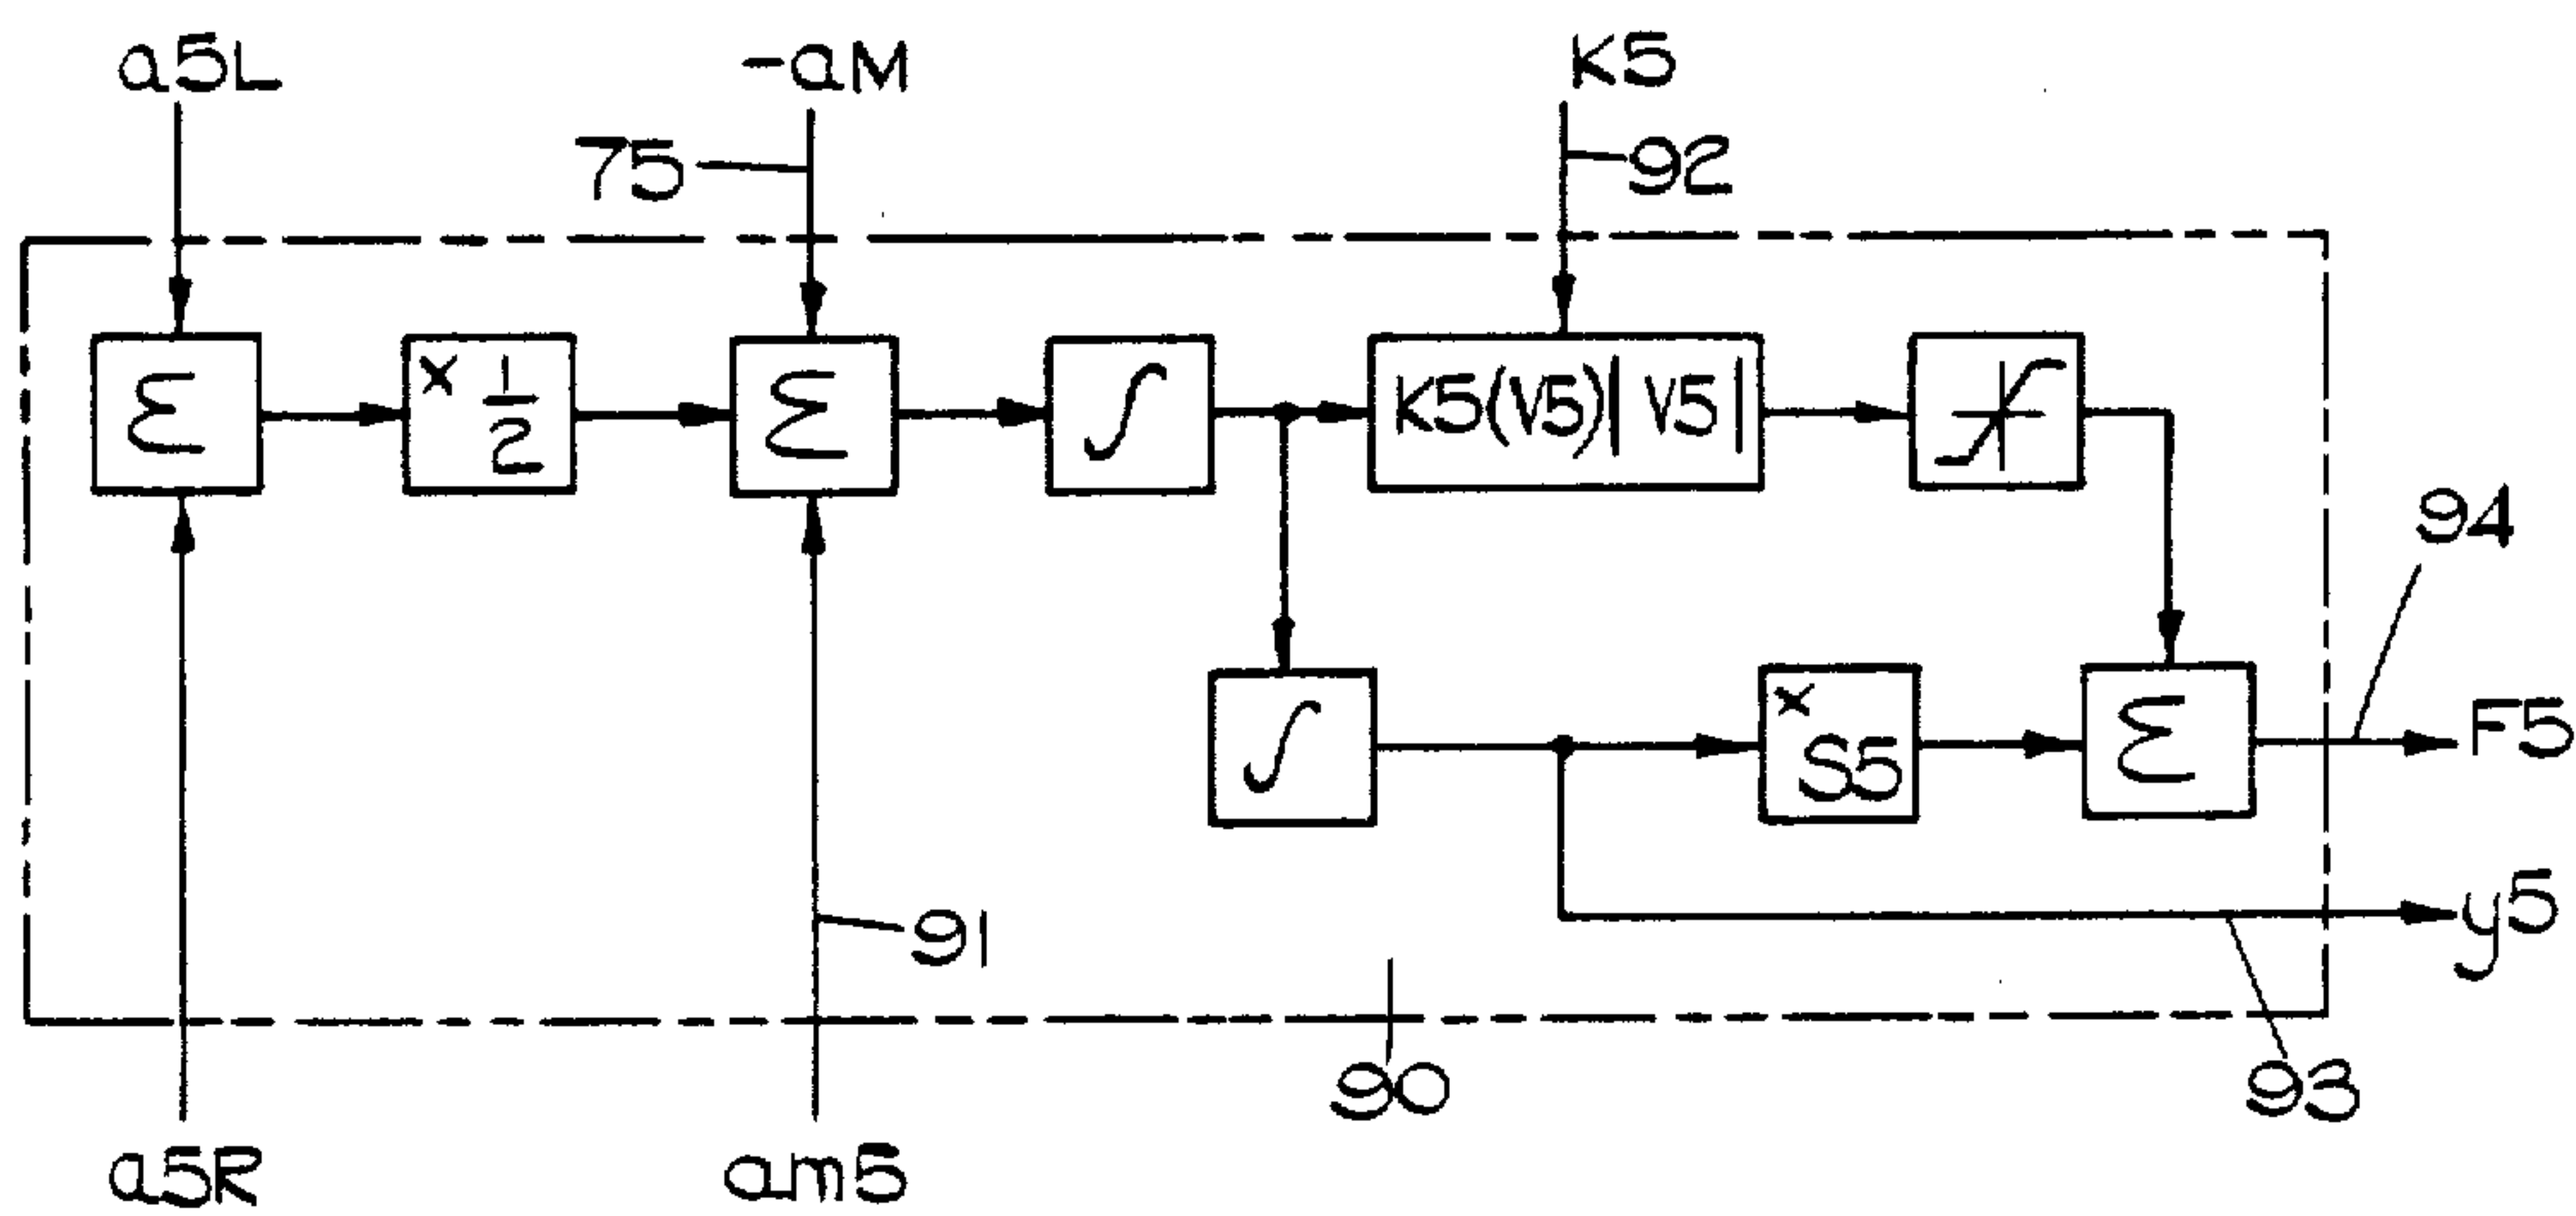 a5L
-aM
K5
75
92
Σ
× 1/2
Σ
∫
K5(V5)|V5|
94
∫
× S5
Σ
F5
y5
91
90
93
a5R
am5